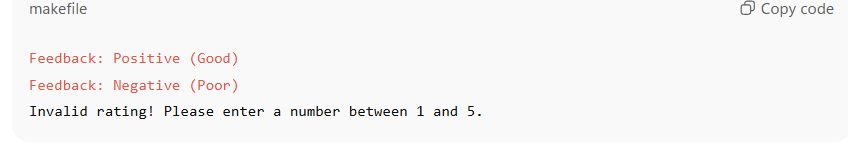 makefile
Copy code
Feedback: Positive (Good)
Feedback: Negative (Poor)
Invalid rating! Please enter a number between 1 and 5.